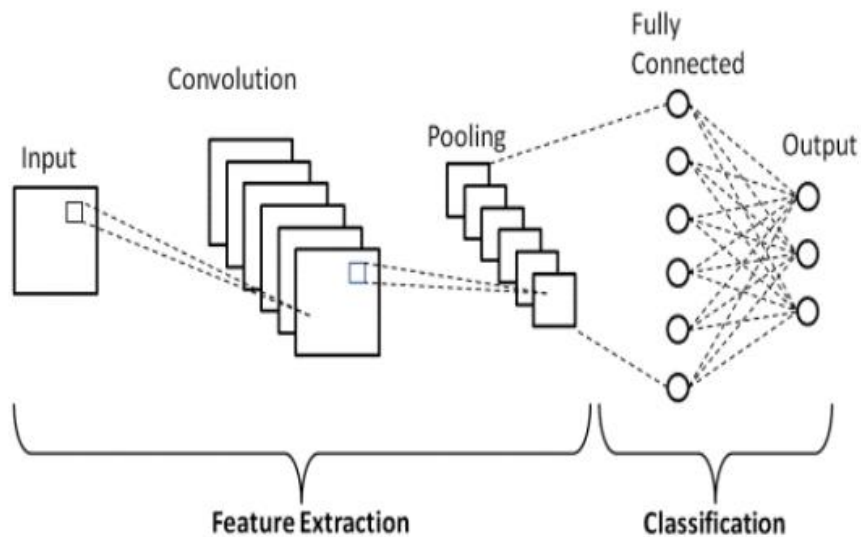 Input
Convolution
Pooling
Fully
Connected
Output
Feature Extraction
Classification